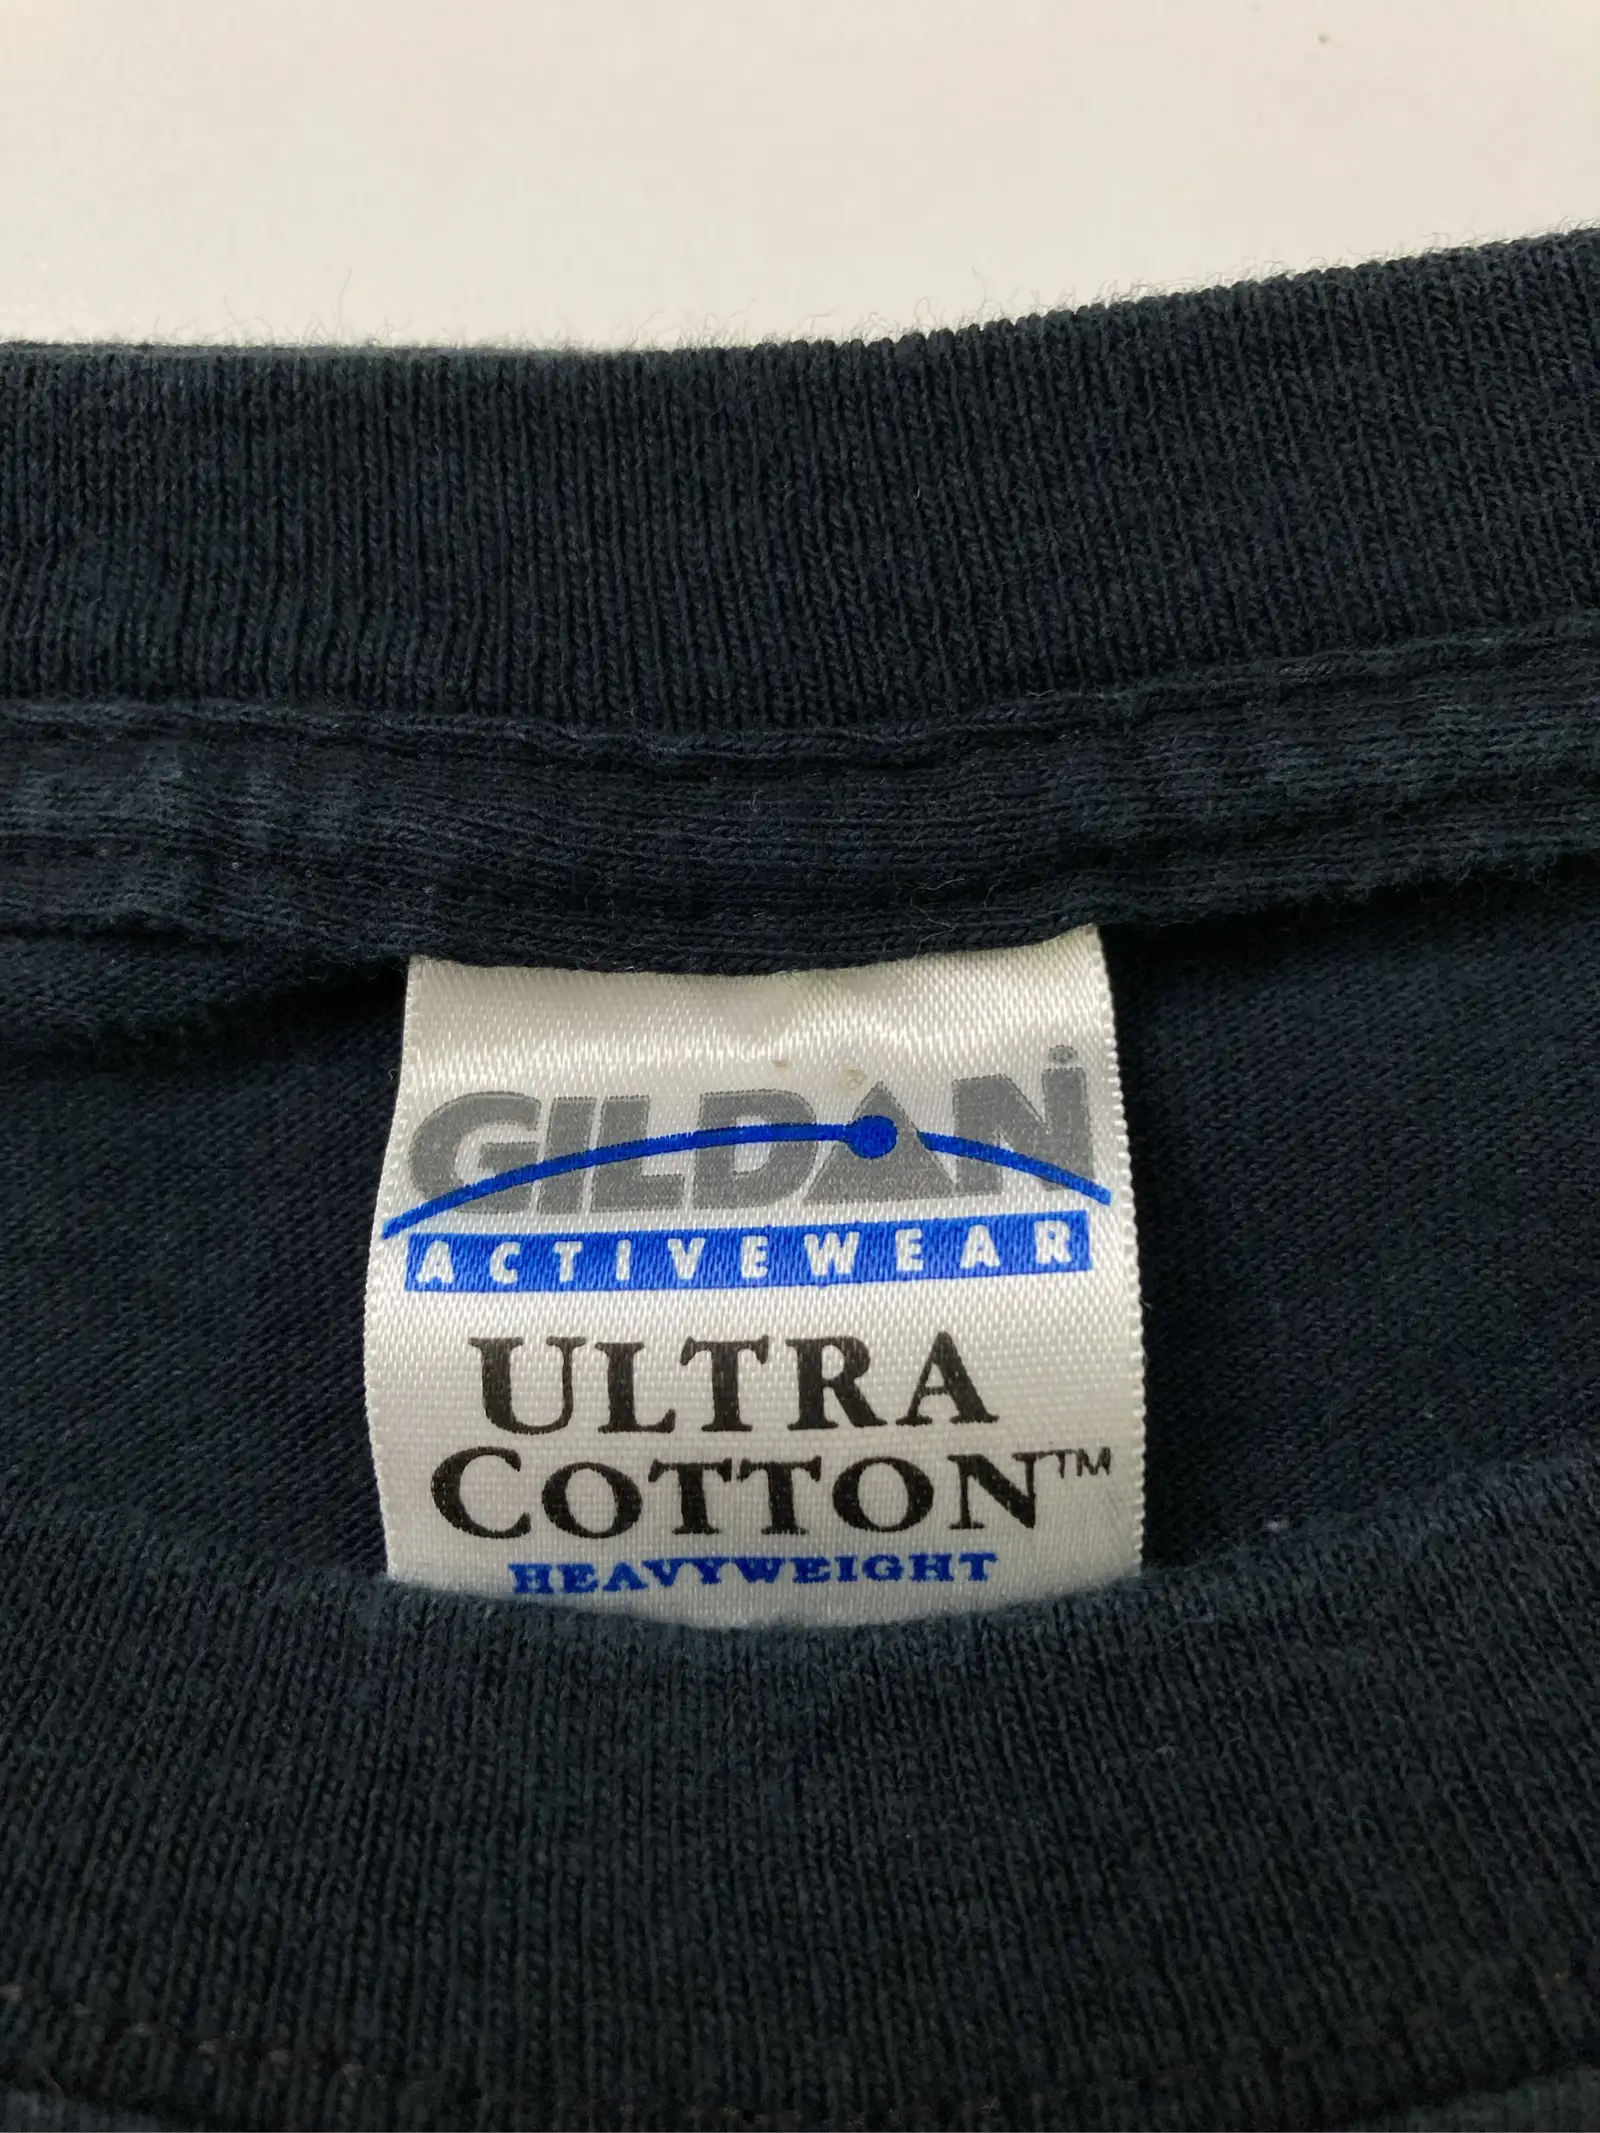 GILDAN
ACTIVEWEAR
ULTRA
COTTON™
HEAVYWEIGHT